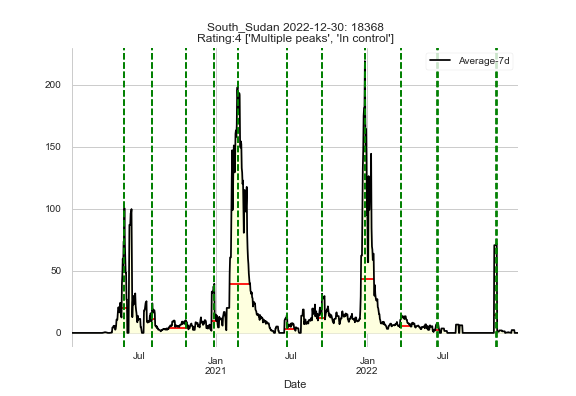 South_Sudan 2022-12-30: 18368
Rating:4 ['Multiple peaks', 'In control']
Average-7d
200
150
100
50
0
Jul
Jan
2021
Jul
Jan
2022
Jul
Date